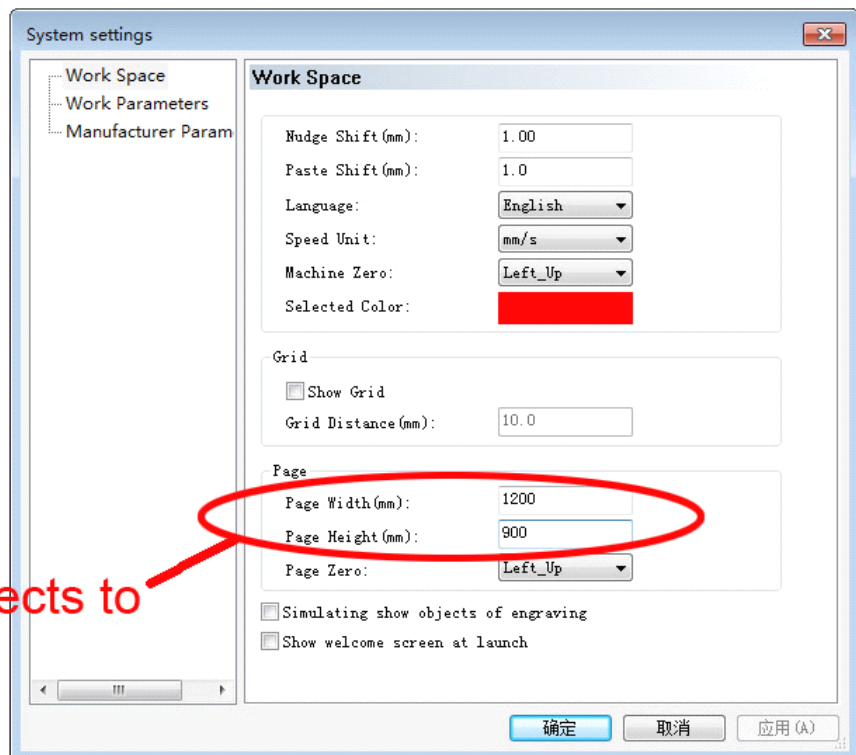 System settings
Work Space
Work Parameters
Manufacturer Param
Work Space
Nudge Shift(mm): 1.00
Paste Shift(mm): 1.0
Language: English
Speed Unit: mm/s
Machine Zero: Left_Up
Selected Color:
Grid
Show Grid
Grid Distance(mm): 10.0
Page
Page Width(mm): 1200
Page Height(mm): 900
Page Zero: Left_Up
ects to
Simulating show objects of engraving
Show welcome screen at launch
确定 取消 应用(A)